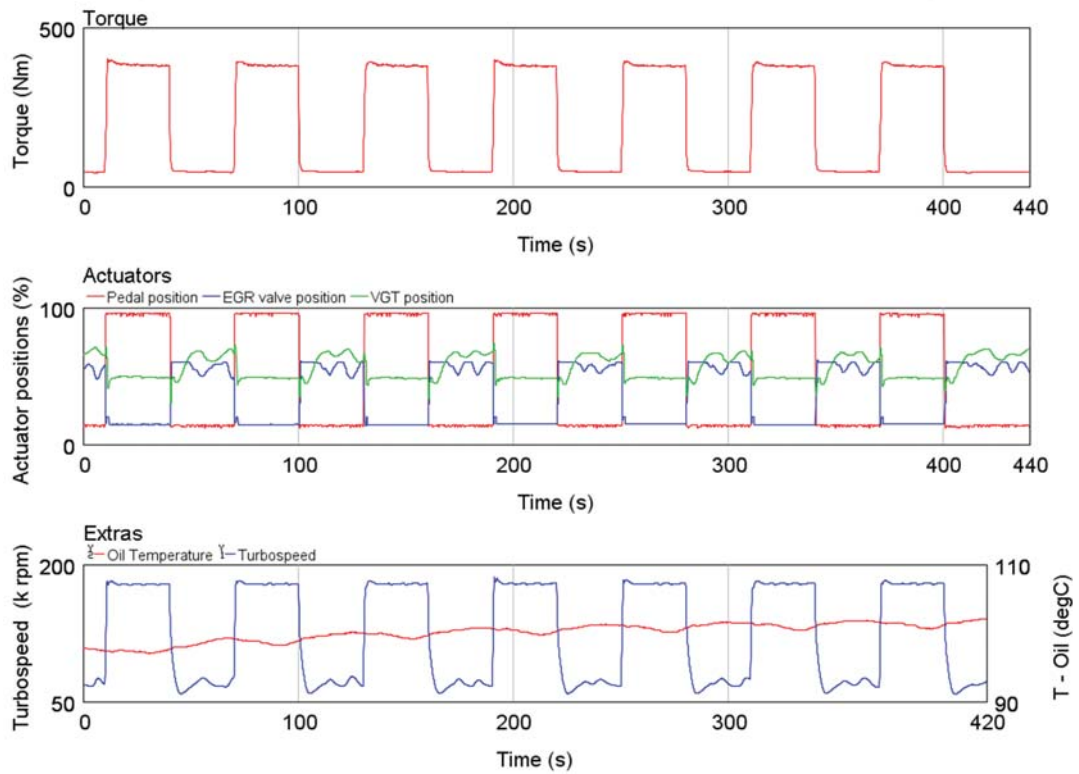 Torque
500
Torque (Nm)
0
0 100 200 300 400 440
Time (s)
Actuators
Pedal position EGR valve position VGT position
100
Actuator positions (%)
0
0 100 200 300 400 440
Time (s)
Extras
Oil Temperature Turbospeed
200 110
Turbospeed (k rpm)
T - Oil (degC)
50 90
0 100 200 300 420
Time (s)